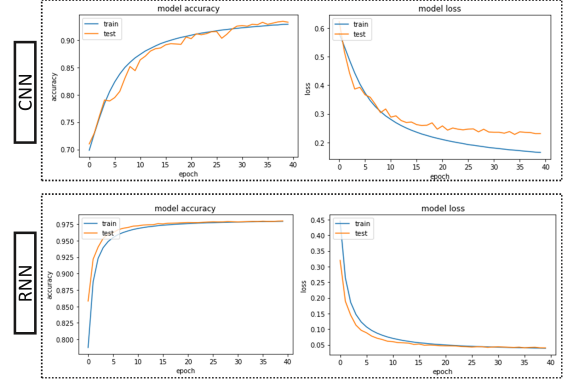 CNN
model accuracy
train
test
accuracy
0.90
0.85
0.80
0.75
0.70
0 5 10 15 20 25 30 35 40
epoch
model loss
train
test
loss
0.6
0.5
0.4
0.3
0.2
0 5 10 15 20 25 30 35 40
epoch
RNN
model accuracy
train
test
accuracy
0.975
0.950
0.925
0.900
0.875
0.850
0.825
0.800
0 5 10 15 20 25 30 35 40
epoch
model loss
train
test
loss
0.45
0.40
0.35
0.30
0.25
0.20
0.15
0.10
0.05
0 5 10 15 20 25 30 35 40
epoch